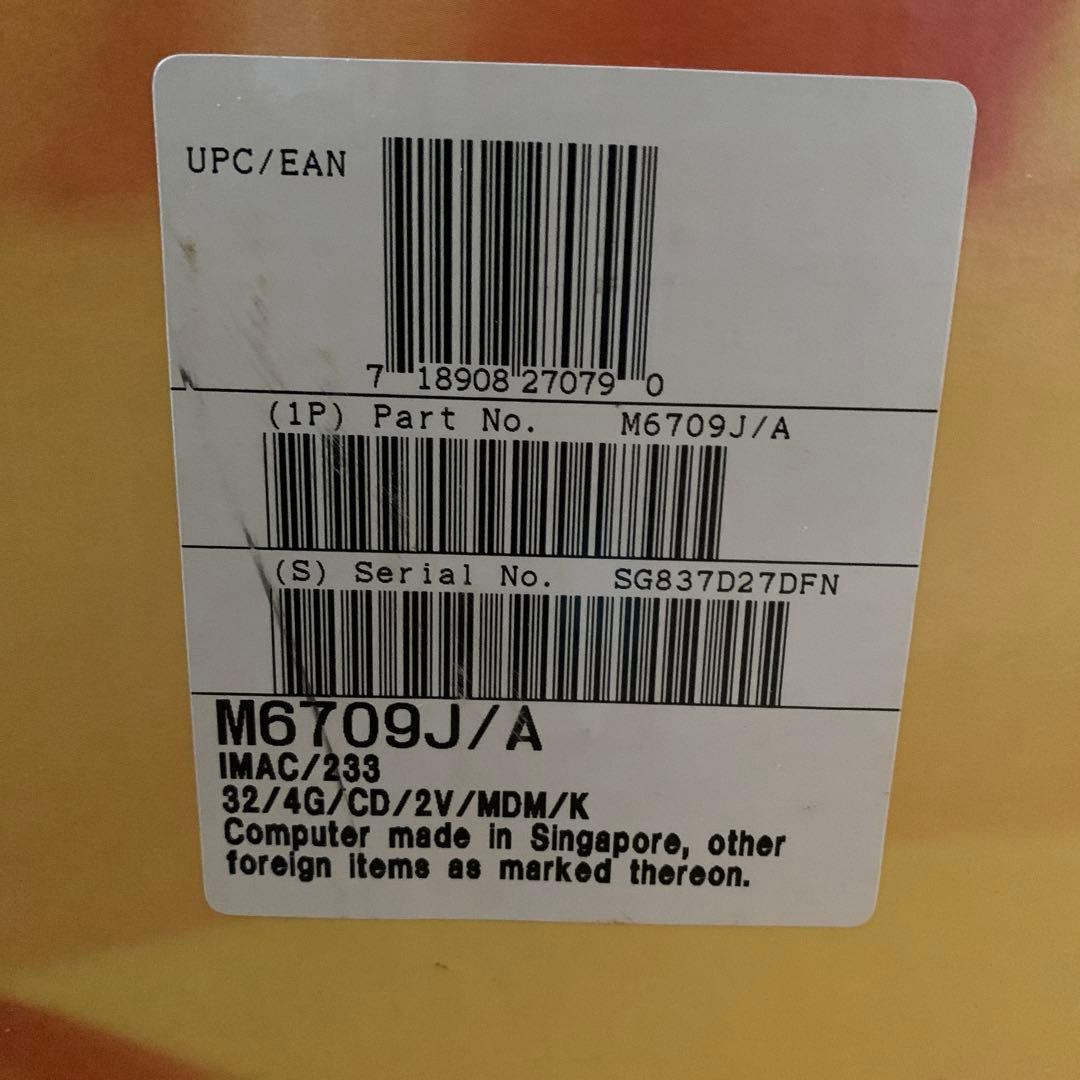 UPC/EAN
7 18908 27079 0
(1P) Part No. M6709J/A
(S) Serial No. SG837D27DFN
M6709J/A
IMAC/233
32/4G/CD/2V/MDM/K
Computer made in Singapore, other
foreign items as marked thereon.